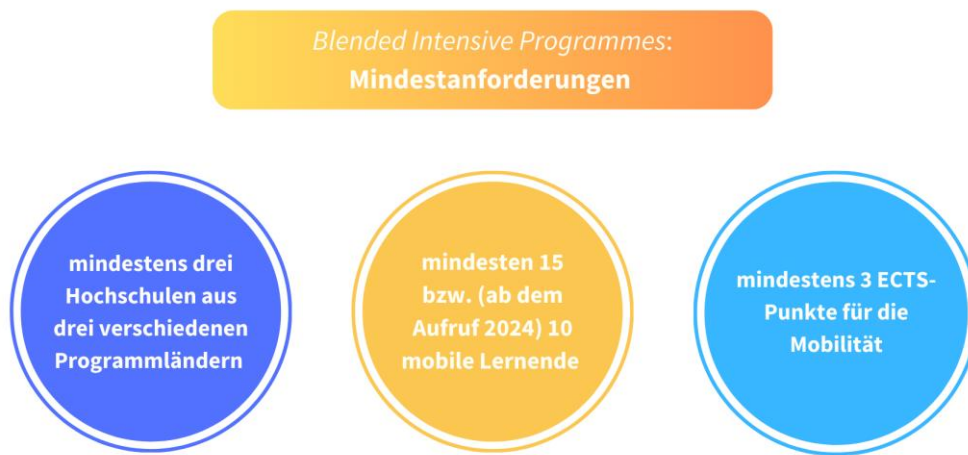 Blended Intensive Programmes:
Mindestanforderungen
mindestens drei
Hochschulen aus
drei verschiedenen
Programmländern
mindesten 15
bzw. (ab dem
Aufruf 2024) 10
mobile Lernende
mindestens 3 ECTS-
Punkte für die
Mobilität